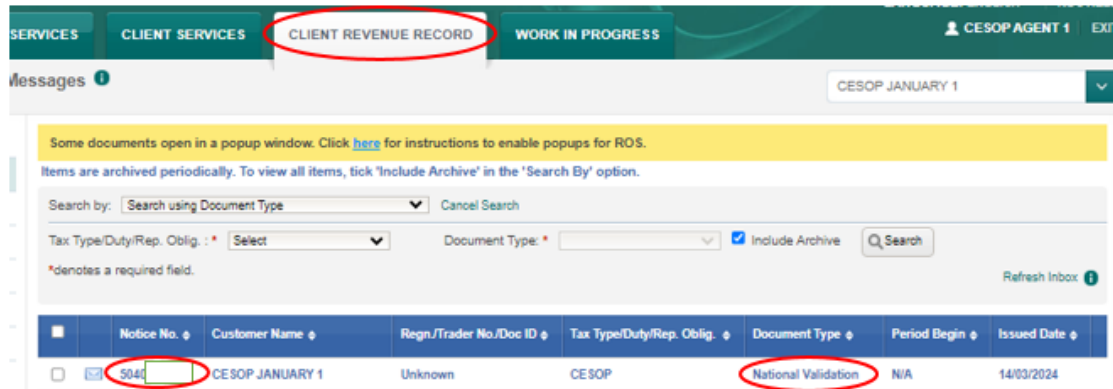 SERVICES CLIENT SERVICES CLIENT REVENUE RECORD WORK IN PROGRESS CESOP AGENT 1 EXI
Messages CESOP JANUARY 1
Some documents open in a popup window. Click here for instructions to enable popups for ROS.
Items are archived periodically. To view all items, tick 'Include Archive' in the 'Search By' option.
Search by: Search using Document Type Cancel Search
Tax Type/Duty/Rep. Oblig. : * Select Document Type: * Include Archive Search
*denotes a required field.
Refresh Inbox
Notice No. Customer Name Regn./Trader No./Doc ID Tax Type/Duty/Rep. Oblig. Document Type Period Begin Issued Date
5040 CESOP JANUARY 1 Unknown CESOP National Validation N/A 14/03/2024